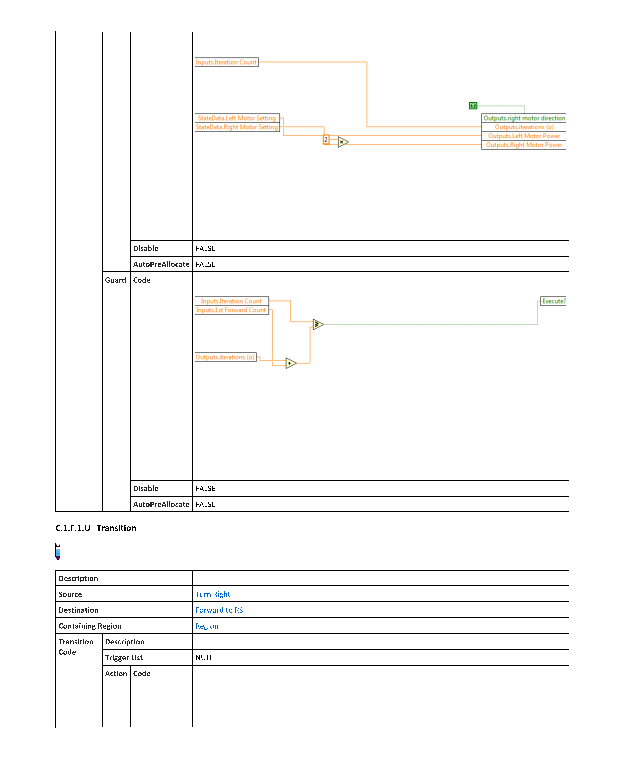 Inputs.Iteration Count
StateData.Left Motor Setting
StateData.Right Motor Setting
2
Outputs.right motor direction
Outputs.iterations (o)
Outputs.Left Motor Power
Outputs.Right Motor Power
Disable FALSE
AutoPreAllocate FALSE
Guard Code
Inputs.Iteration Count
Inputs.1st Forward Count
Execute?
Outputs.iterations (o)
Disable FALSE
AutoPreAllocate FALSE
Transition
Description
Source Turn Right
Destination Forward to RS
Containing Region Region
Transition Code Description
Trigger List NULL
Action Code